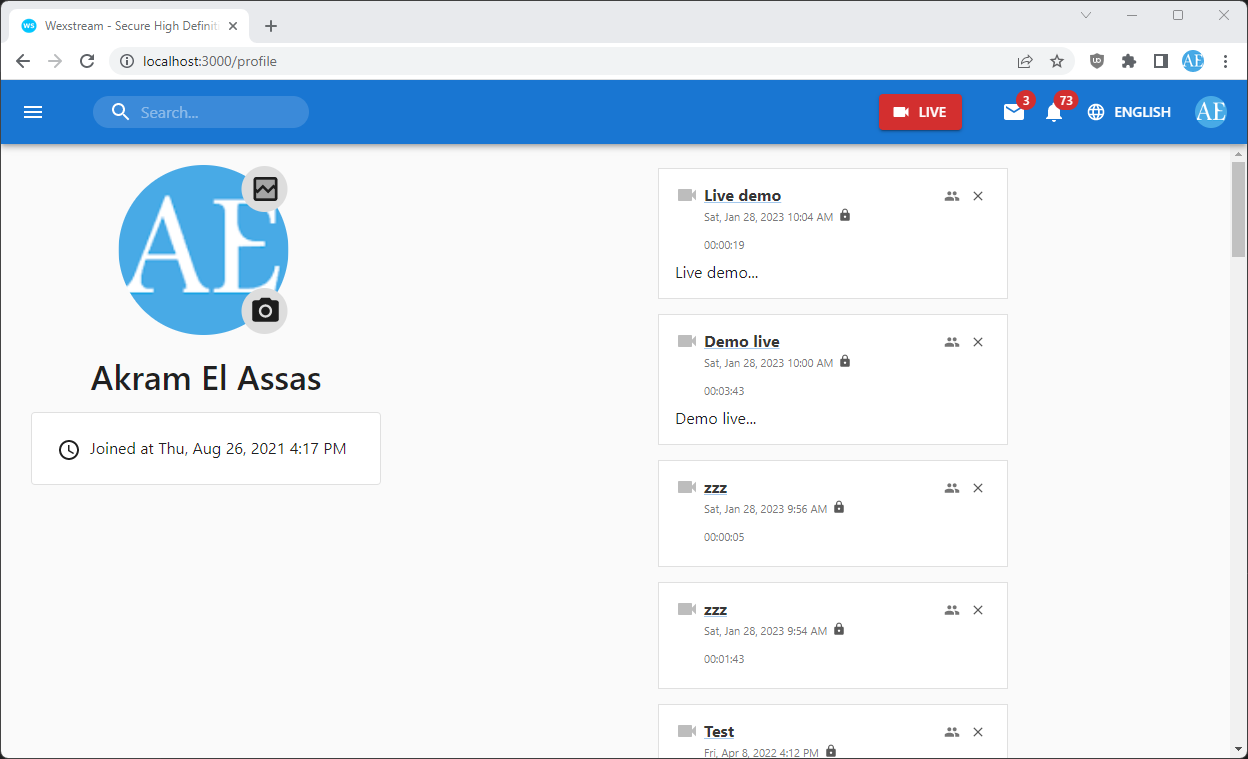 WS Wexstream - Secure High Definiti
localhost:3000/profile
UD
AE
Search...
LIVE
3
73
ENGLISH
AE
AE
Akram El Assas
Joined at Thu, Aug 26, 2021 4:17 PM
Live demo
Sat, Jan 28, 2023 10:04 AM
00:00:19
Live demo...
Demo live
Sat, Jan 28, 2023 10:00 AM
00:03:43
Demo live...
zzz
Sat, Jan 28, 2023 9:56 AM
00:00:05
zzz
Sat, Jan 28, 2023 9:54 AM
00:01:43
Test
Fri, Apr 8, 2022 4:12 PM